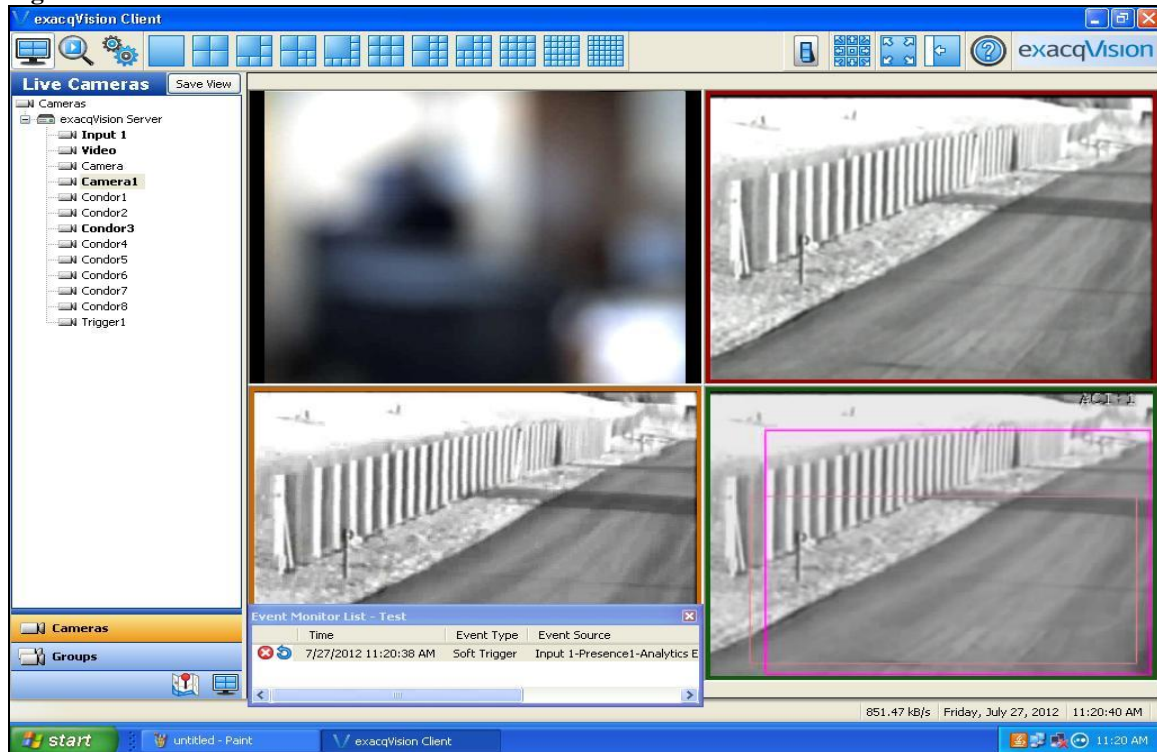 exacqVision Client
exacqVision
Live Cameras
Save View
Cameras
exacqVision Server
Input 1
Video
Camera
Camera1
Condor1
Condor2
Condor3
Condor4
Condor5
Condor6
Condor7
Condor8
Trigger1
Event Monitor List - Test
Time Event Type Event Source
7/27/2012 11:20:38 AM Soft Trigger Input 1-Presence1-Analytics E
Cameras
Groups
851.47 kB/s Friday, July 27, 2012 11:20:40 AM
start untitled - Paint exacqVision Client 11:20 AM